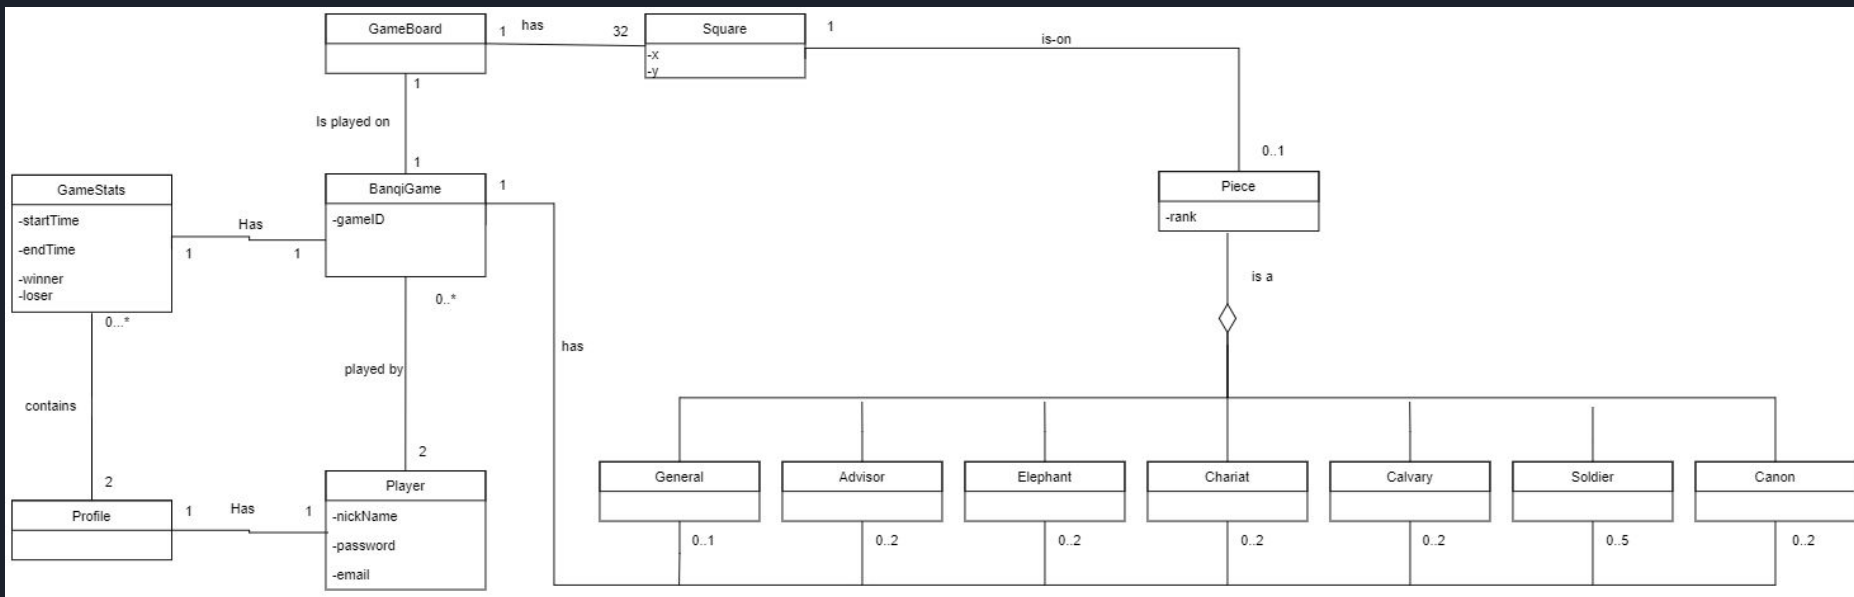 GameBoard
1
has
32
Square
-x
-y
1
is-on
1
Is played on
1
0..1
Piece
-rank
is a
GameStats
-startTime
-endTime
-winner
-loser
1
Has
1
BanqiGame
-gameID
1
0..*
0...*
contains
2
played by
2
has
Profile
1
Has
1
Player
-nickName
-password
-email
General
Advisor
Elephant
Chariat
Calvary
Soldier
Canon
0..1
0..2
0..2
0..2
0..2
0..5
0..2